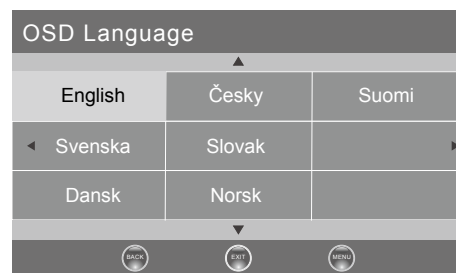 OSD Language
English Česky Suomi
Svenska Slovak
Dansk Norsk
BACK EXIT MENU